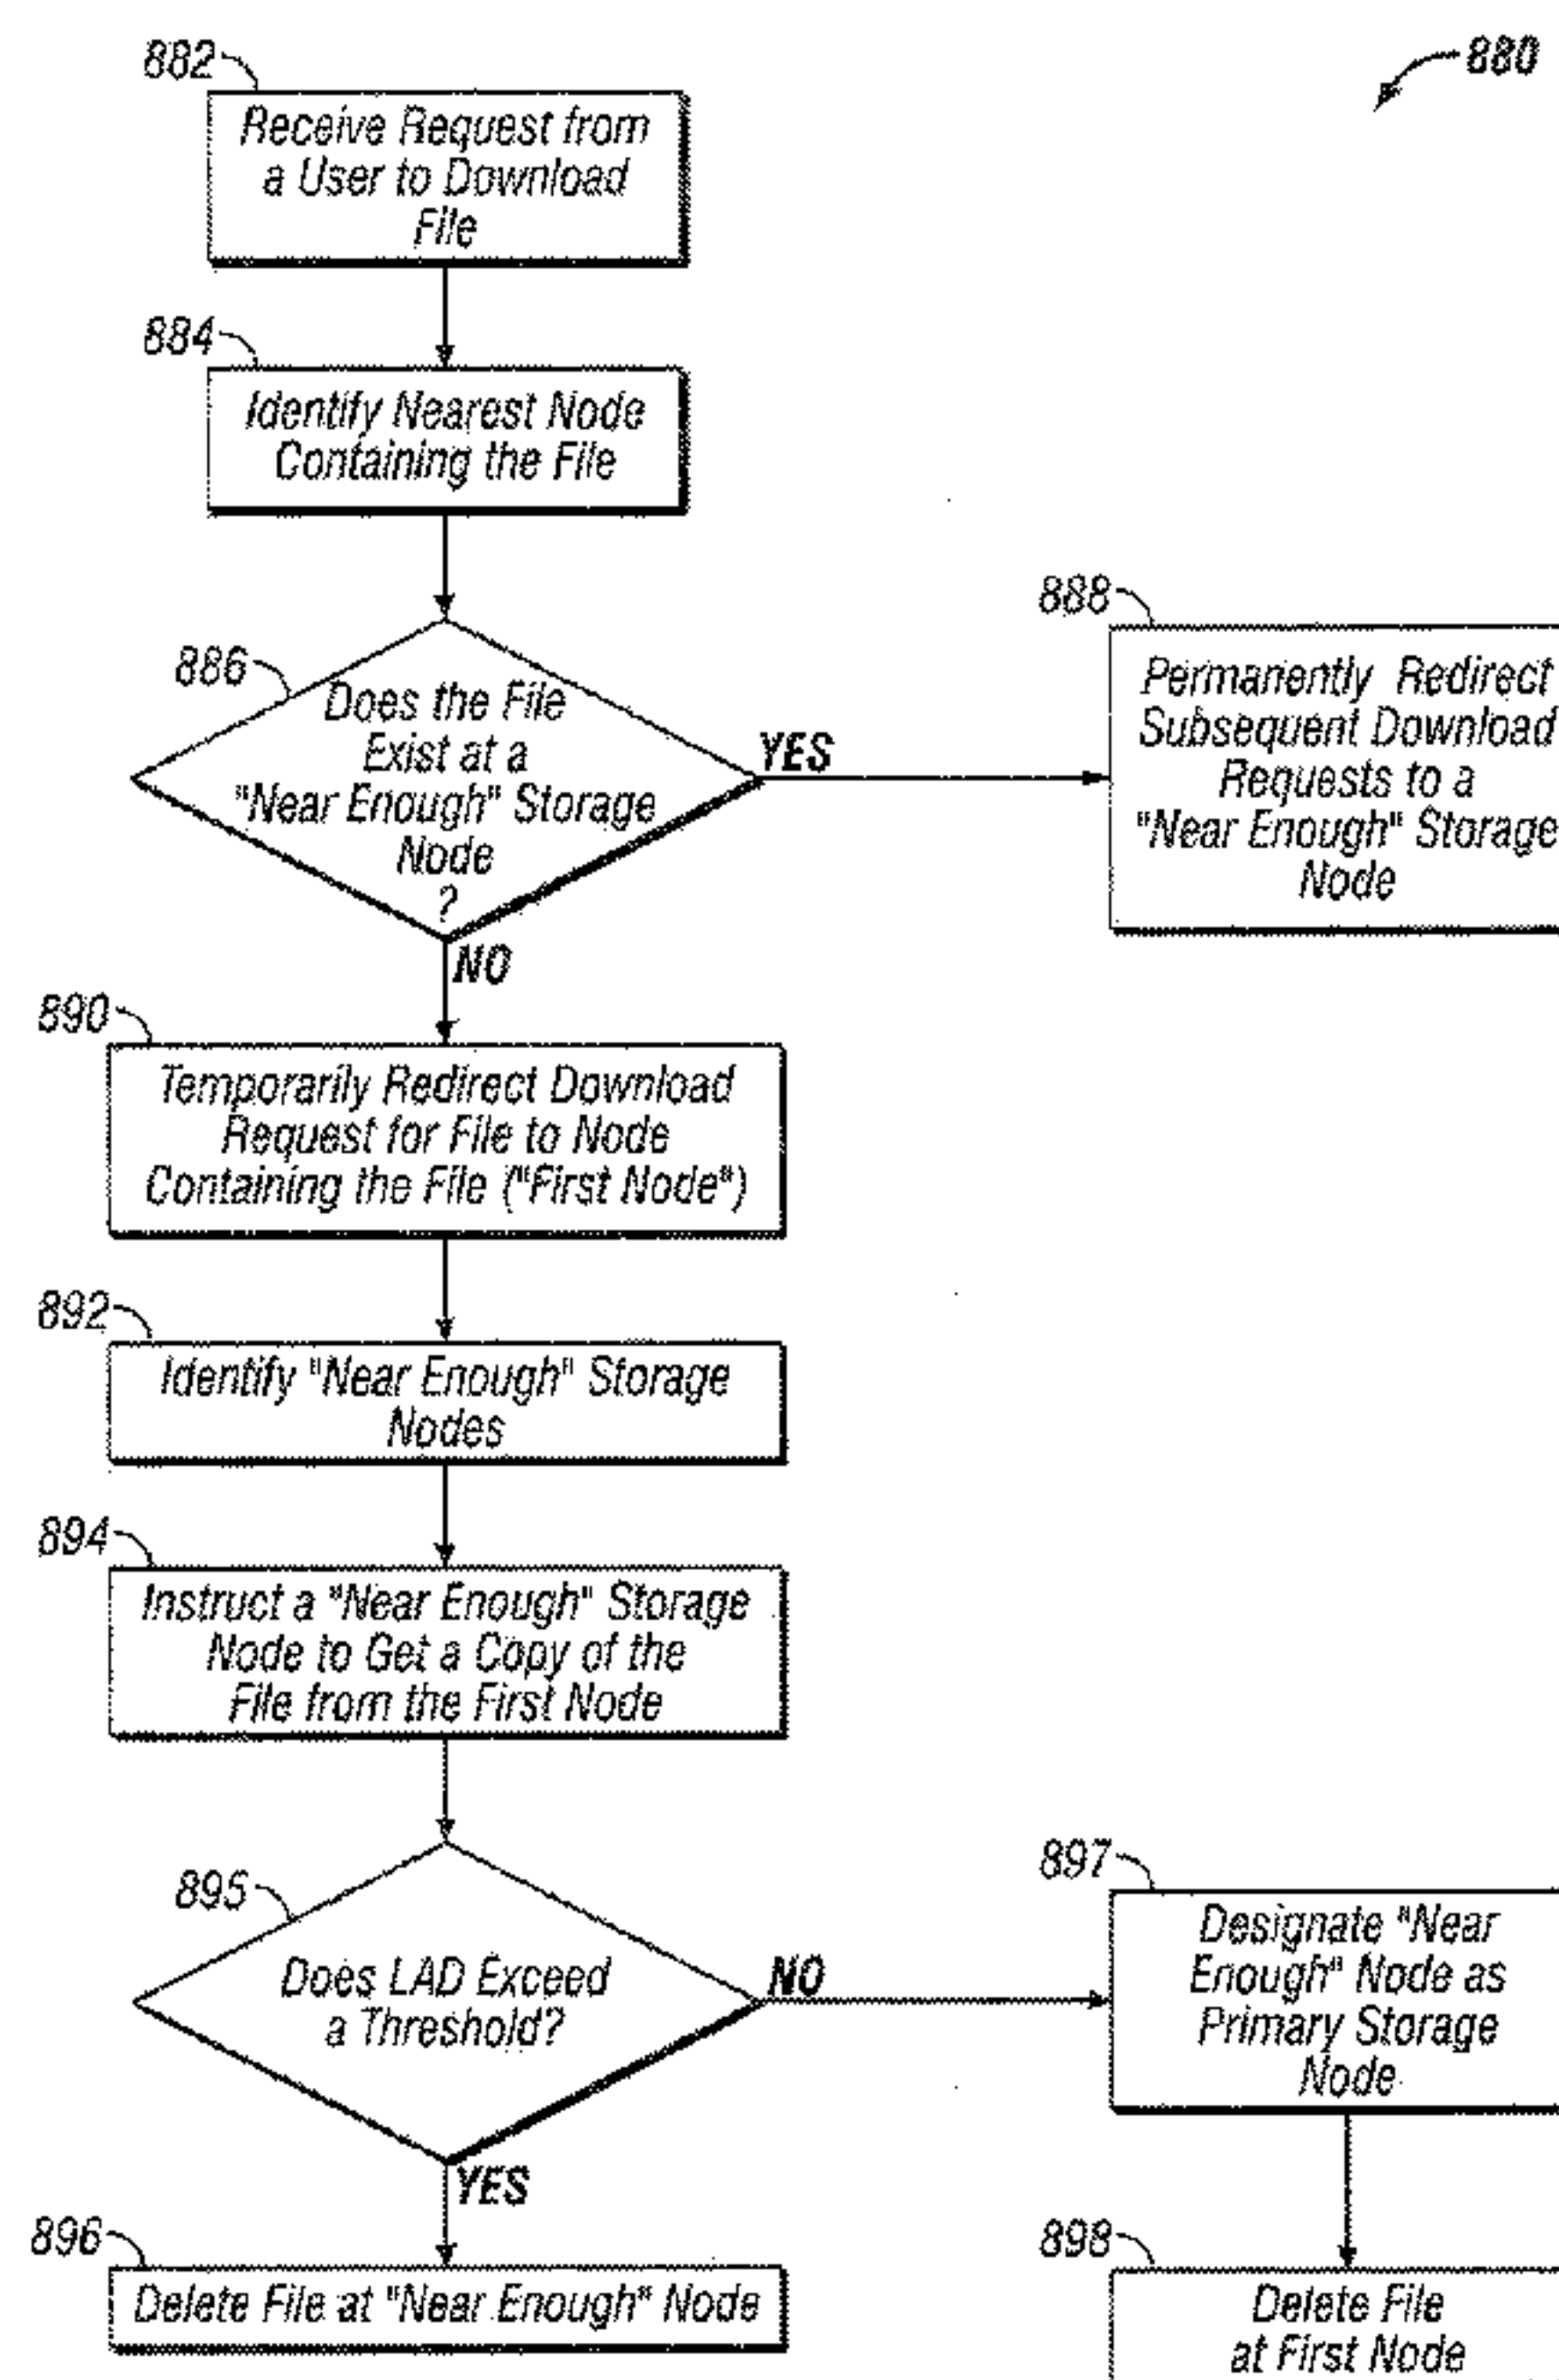 880
882
Receive Request from
a User to Download
File
884
Identify Nearest Node
Containing the File
886
Does the File
Exist at a
"Near Enough" Storage
Node
?
YES
NO
888
Permanently Redirect
Subsequent Download
Requests to a
"Near Enough" Storage
Node
890
Temporarily Redirect Download
Request for File to Node
Containing the File ("First Node")
892
Identify "Near Enough" Storage
Nodes
894
Instruct a "Near Enough" Storage
Node to Get a Copy of the
File from the First Node
895
Does LAD Exceed
a Threshold?
NO
YES
897
Designate "Near
Enough" Node as
Primary Storage
Node
896
Delete File at "Near Enough" Node
898
Delete File
at First Node